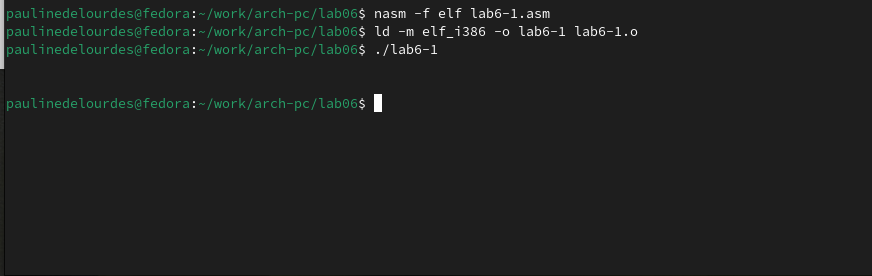 paulinedelourdes@fedora:~/work/arch-pc/lab06$ nasm -f elf lab6-1.asm
paulinedelourdes@fedora:~/work/arch-pc/lab06$ ld -m elf_i386 -o lab6-1 lab6-1.o
paulinedelourdes@fedora:~/work/arch-pc/lab06$ ./lab6-1
paulinedelourdes@fedora:~/work/arch-pc/lab06$